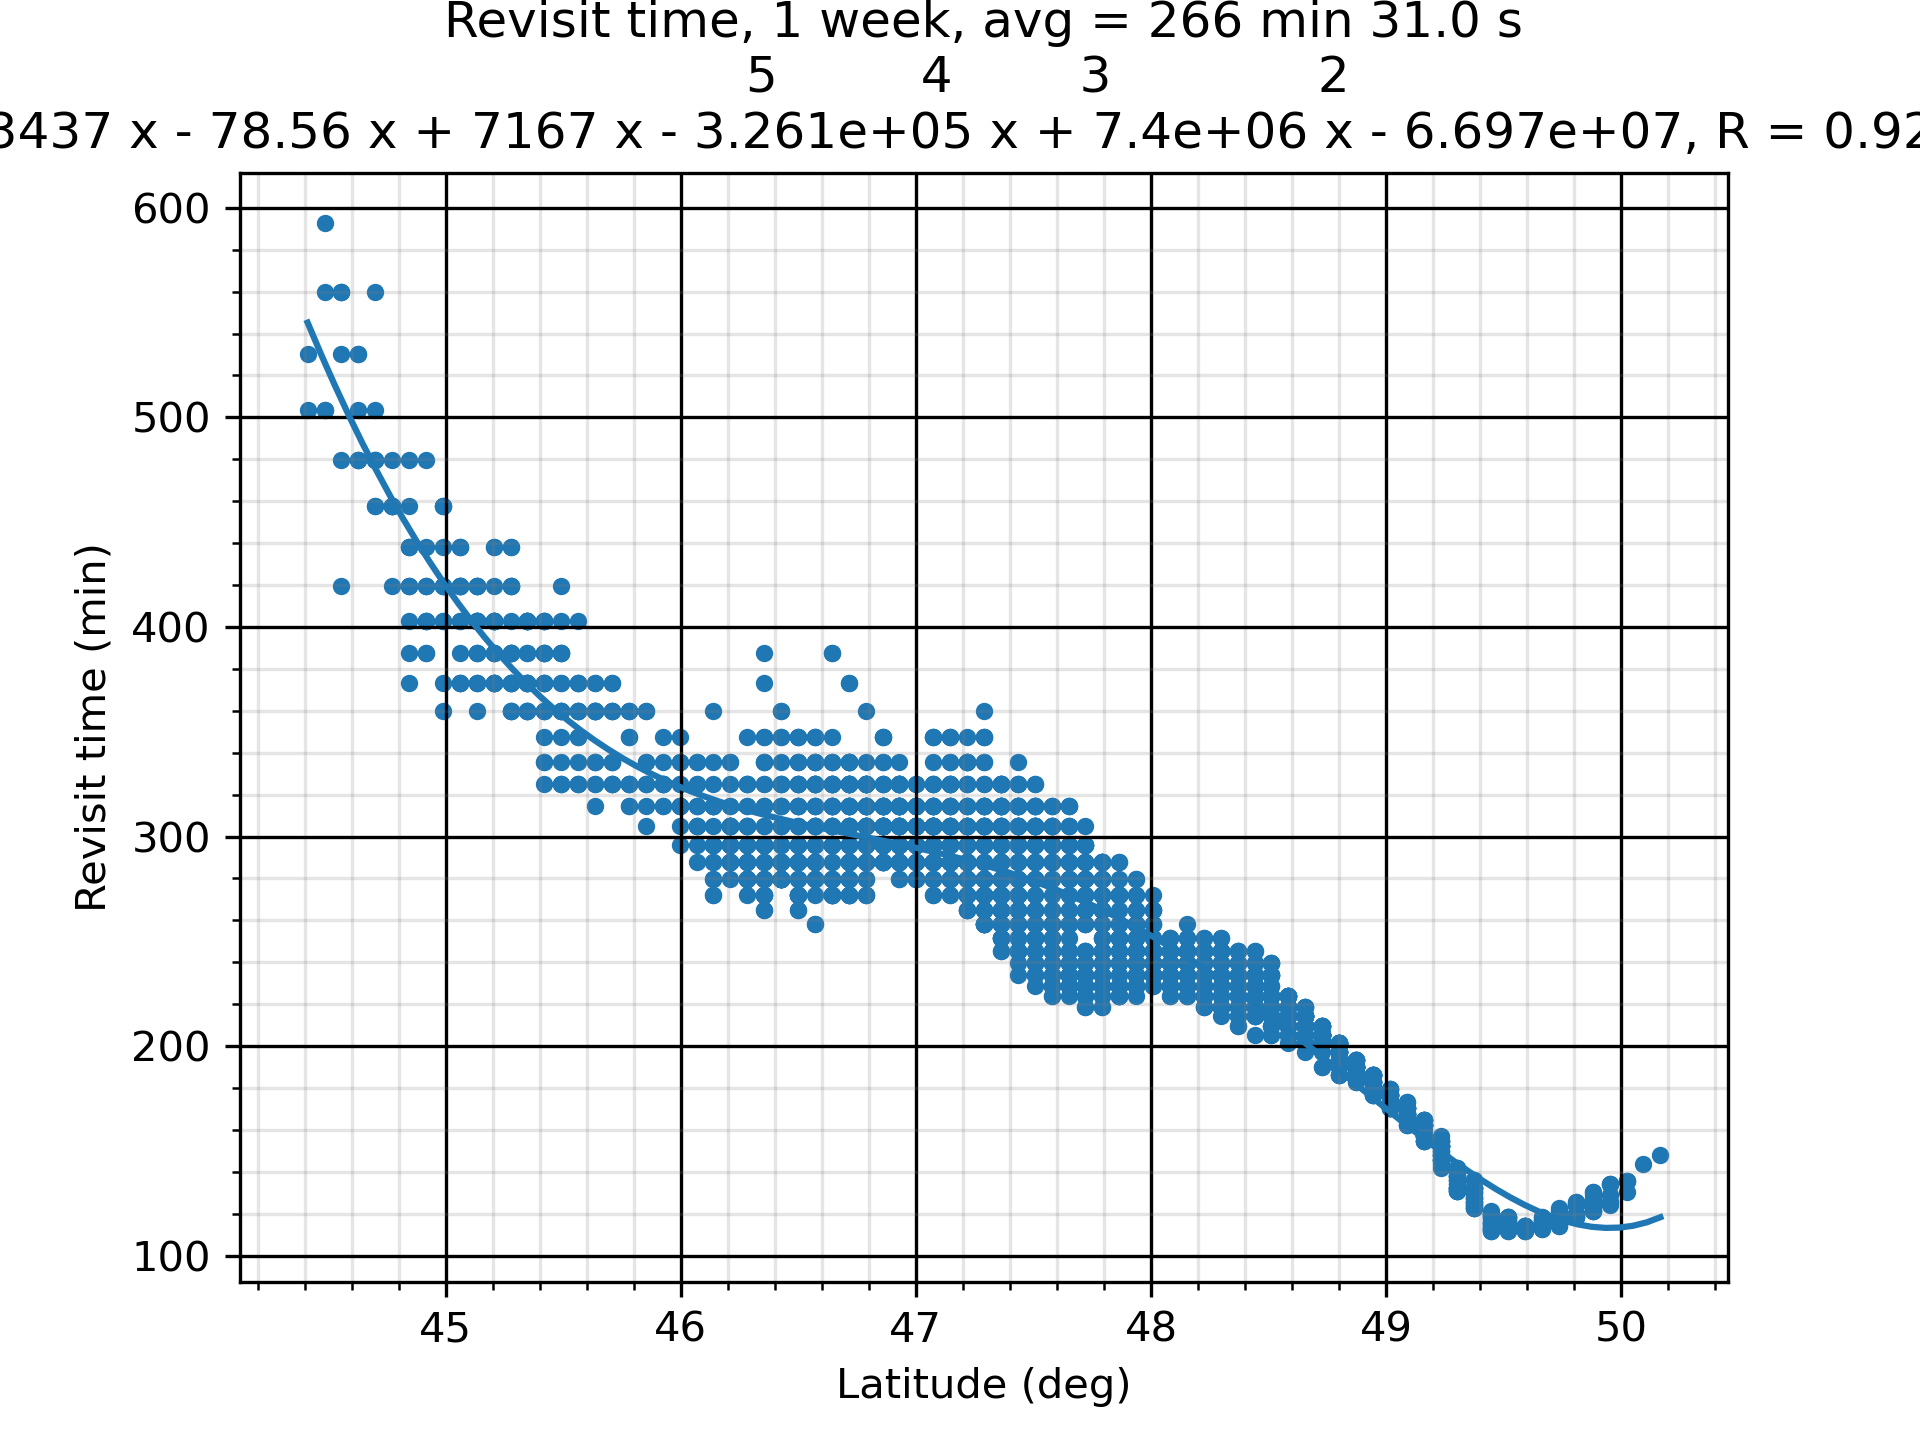 Revisit time, 1 week, avg = 266 min 31.0 s
5 4 3 2
3437 x - 78.56 x + 7167 x - 3.261e+05 x + 7.4e+06 x - 6.697e+07, R = 0.92
600
500
400
300
200
100
Revisit time (min)
45 46 47 48 49 50
Latitude (deg)